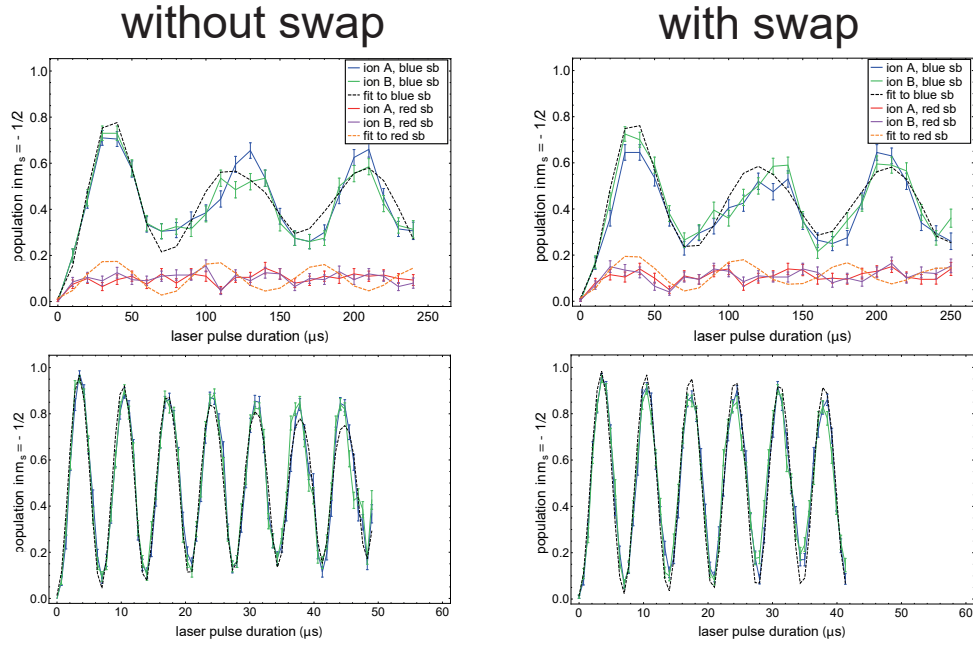 without swap
with swap
population in mₛ = - 1/2
1.0
0.8
0.6
0.4
0.2
0.0
0
50
100
150
200
250
laser pulse duration (µs)
ion A, blue sb
ion B, blue sb
fit to blue sb
ion A, red sb
ion B, red sb
fit to red sb
population in mₛ = - 1/2
1.0
0.8
0.6
0.4
0.2
0.0
0
50
100
150
200
250
laser pulse duration (µs)
ion A, blue sb
ion B, blue sb
fit to blue sb
ion A, red sb
ion B, red sb
fit to red sb
population in mₛ = - 1/2
1.0
0.8
0.6
0.4
0.2
0.0
0
10
20
30
40
50
60
laser pulse duration (µs)
population in mₛ = - 1/2
1.0
0.8
0.6
0.4
0.2
0.0
0
10
20
30
40
50
60
laser pulse duration (µs)